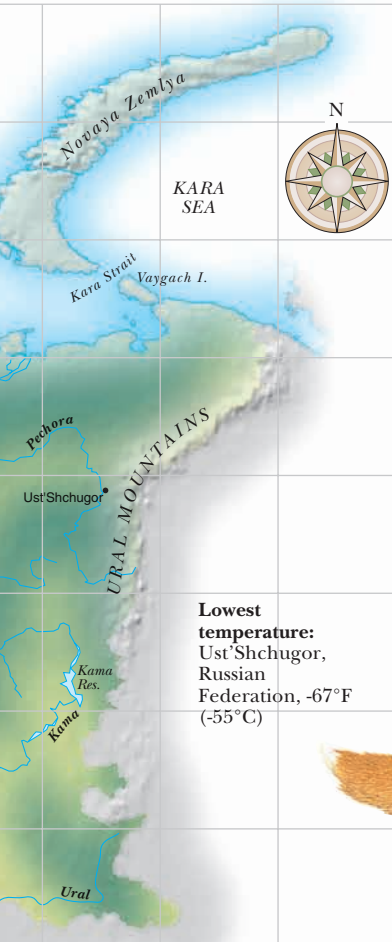 Novaya Zemlya
N
KARA
SEA
Kara Strait
Vaygach I.
Pechora
URAL MOUNTAINS
Ust'Shchugor
Lowest
temperature:
Ust'Shchugor,
Russian
Federation, -67°F
(-55°C)
Kama
Res.
Kama
Ural